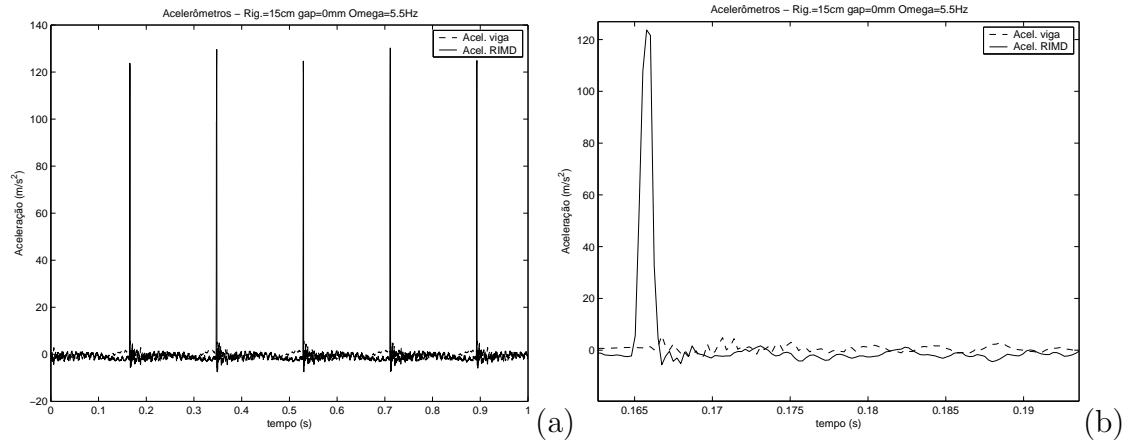 Acelerômetros – Rig.=15cm gap=0mm Omega=5.5Hz
Acel. viga
Acel. RIMD
Aceleração (m/s²)
140
120
100
80
60
40
20
0
−20
0 0.1 0.2 0.3 0.4 0.5 0.6 0.7 0.8 0.9 1
tempo (s)
(a)
Acelerômetros – Rig.=15cm gap=0mm Omega=5.5Hz
Acel. viga
Acel. RIMD
Aceleração (m/s²)
120
100
80
60
40
20
0
0.165 0.17 0.175 0.18 0.185 0.19
tempo (s)
(b)